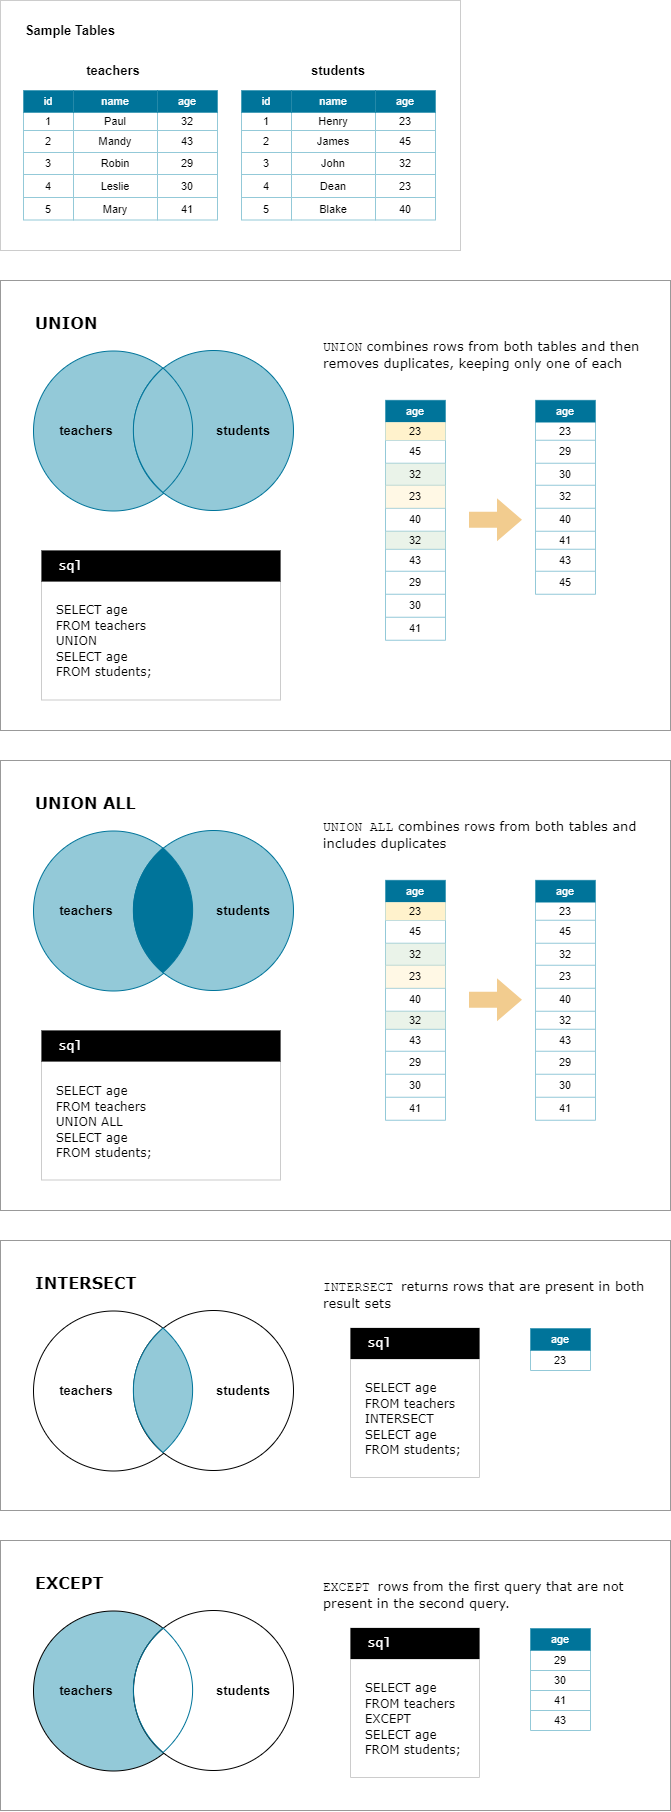 Sample Tables
teachers
id name age
1 Paul 32
2 Mandy 43
3 Robin 29
4 Leslie 30
5 Mary 41
students
id name age
1 Henry 23
2 James 45
3 John 32
4 Dean 23
5 Blake 40
UNION
teachers students
sql
SELECT age
FROM teachers
UNION
SELECT age
FROM students;
UNION combines rows from both tables and then
removes duplicates, keeping only one of each
age
23
45
32
23
40
32
43
29
30
41
age
23
29
30
32
40
41
43
45
UNION ALL
teachers students
sql
SELECT age
FROM teachers
UNION ALL
SELECT age
FROM students;
UNION ALL combines rows from both tables and
includes duplicates
age
23
45
32
23
40
32
43
29
30
41
age
23
45
32
23
40
32
43
29
30
41
INTERSECT
teachers students
INTERSECT returns rows that are present in both
result sets
sql
SELECT age
FROM teachers
INTERSECT
SELECT age
FROM students;
age
23
EXCEPT
teachers students
EXCEPT rows from the first query that are not
present in the second query.
sql
SELECT age
FROM teachers
EXCEPT
SELECT age
FROM students;
age
29
30
41
43